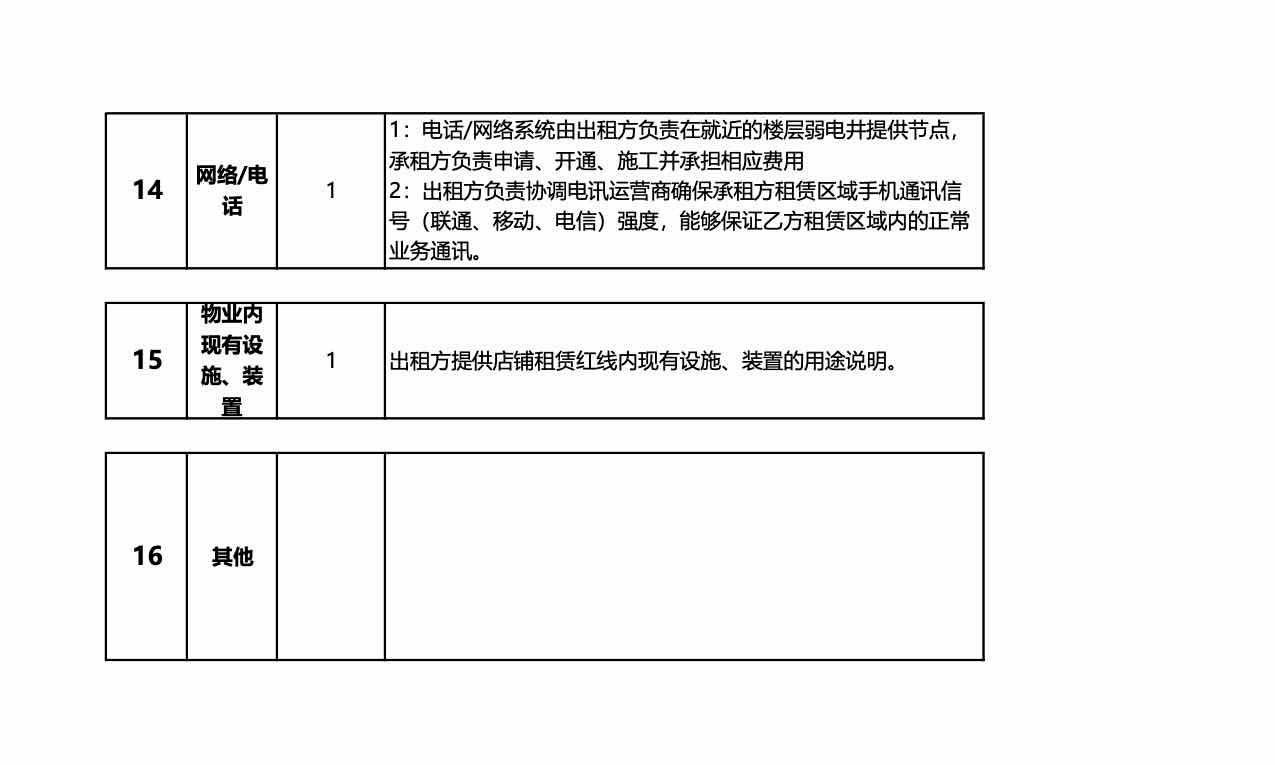 14
网络/电
话
1
1：电话/网络系统由出租方负责在就近的楼层弱电井提供节点，
承租方负责申请、开通、施工并承担相应费用
2：出租方负责协调电讯运营商确保承租方租赁区域手机通讯信
号（联通、移动、电信）强度，能够保证乙方租赁区域内的正常
业务通讯。
15
物业内
现有设
施、装
置
1
出租方提供店铺租赁红线内现有设施、装置的用途说明。
16
其他